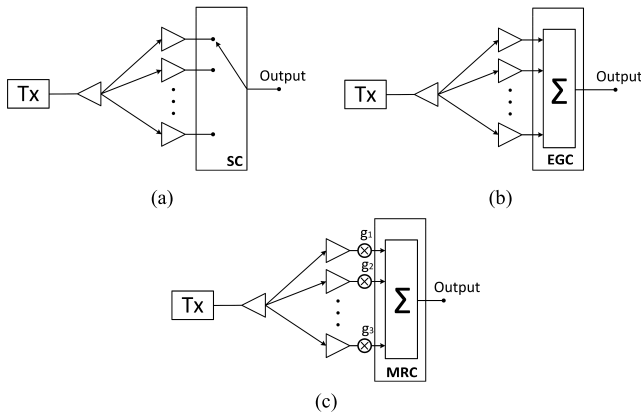 Tx
Output
SC
(a)
Tx
Output
Σ
EGC
(b)
g1
g2
g3
Tx
Output
Σ
MRC
(c)